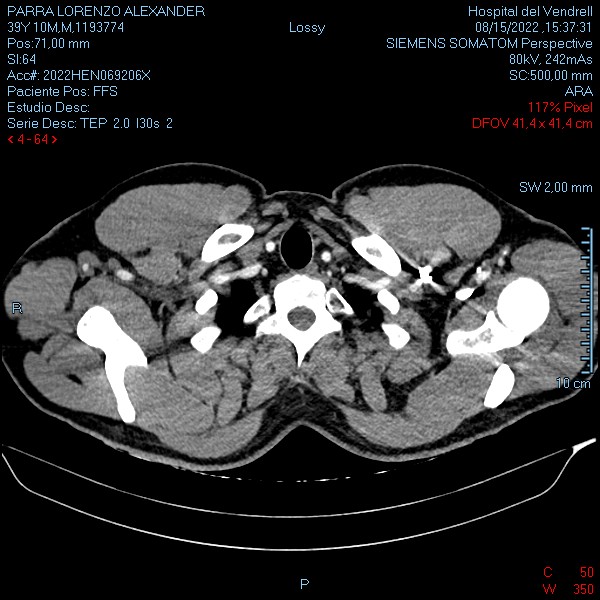 PARRA LORENZO ALEXANDER
39Y 10M,M,1193774
Pos:71,00 mm
SI:64
Acc#: 2022HEN069206X
Paciente Pos: FFS
Estudio Desc:
Serie Desc: TEP 2.0 I30s 2
< 4 - 64 >
Lossy
Hospital del Vendrell
08/15/2022 ,15:37:31
SIEMENS SOMATOM Perspective
80kV, 242mAs
SC:500,00 mm
ARA
117% Pixel
DFOV 41,4 x 41,4 cm
SW 2,00 mm
R
10 cm
P
C 50
W 350